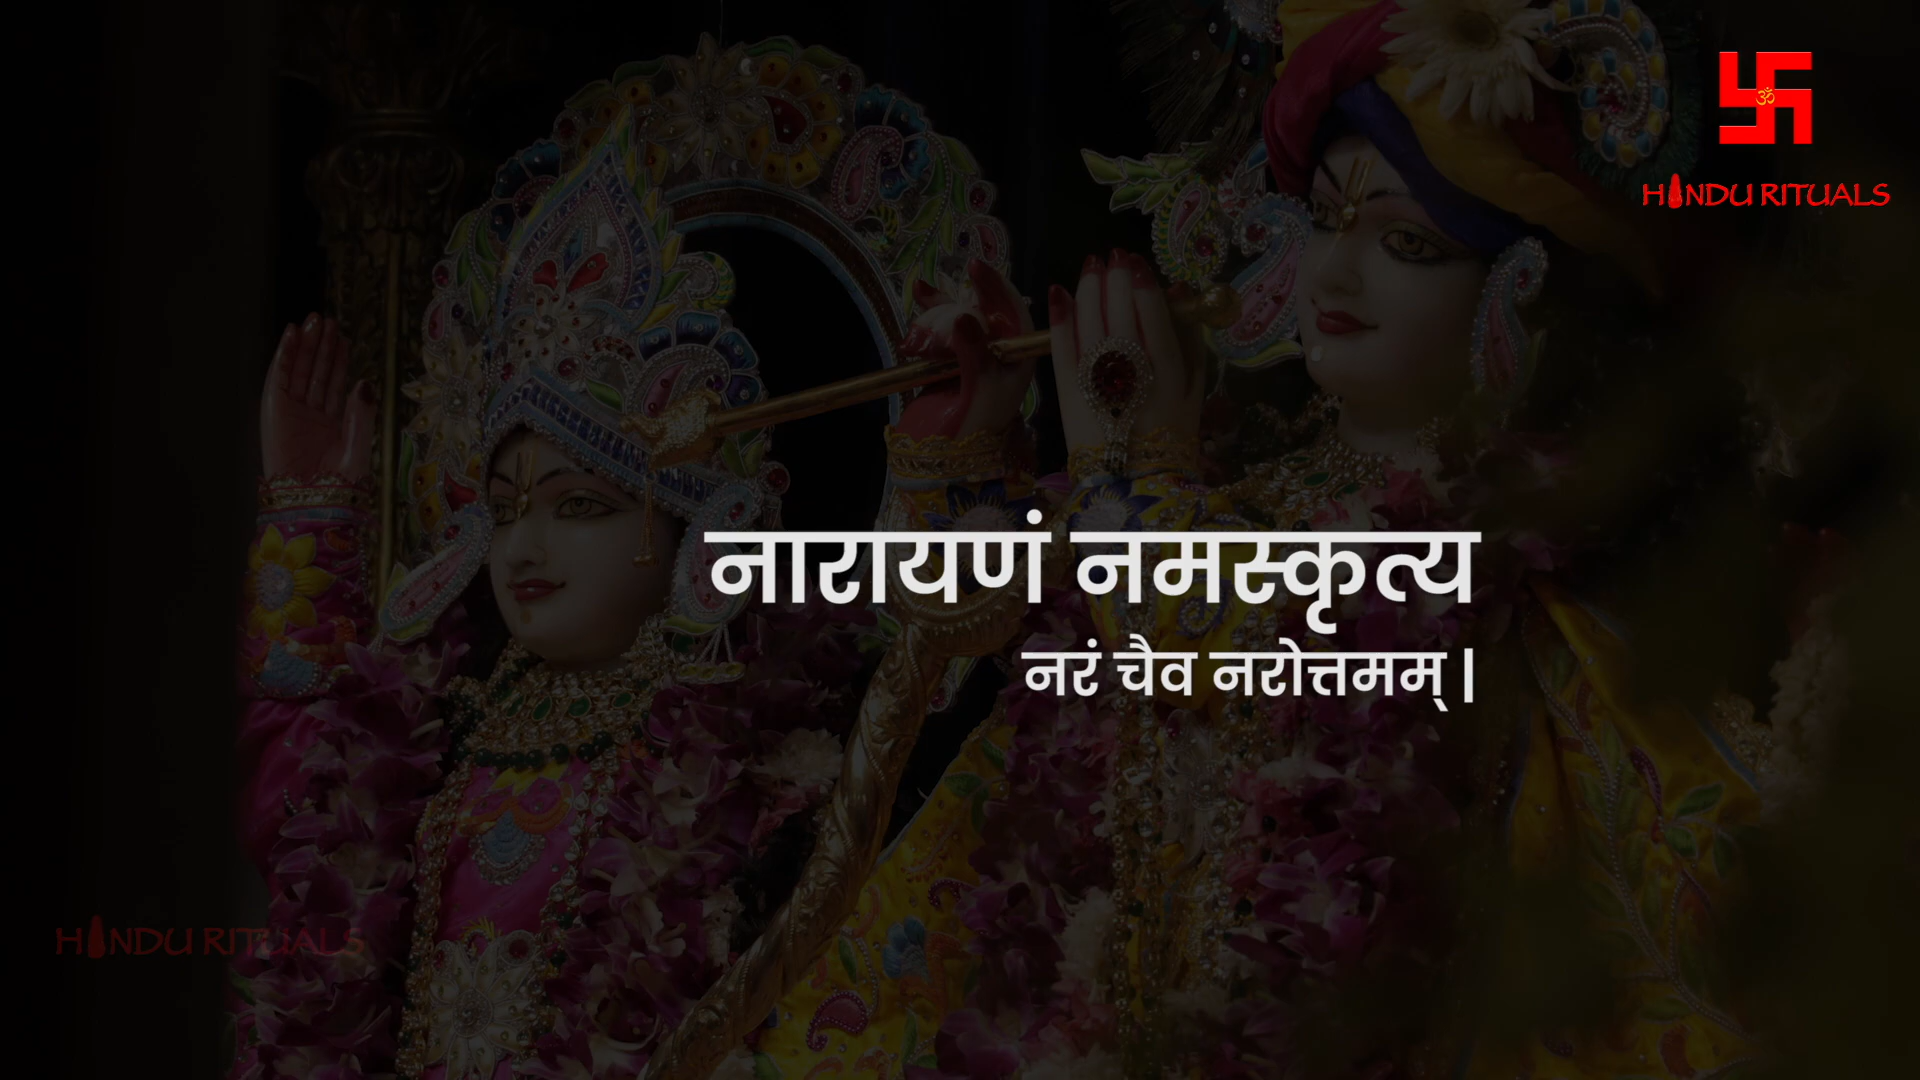 ॐ
HINDU RITUALS
नारायणं नमस्कृत्य
नरं चैव नरोत्तमम् |
HINDU RITUALS